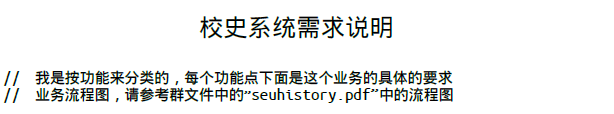 校史系统需求说明
// 我是按功能来分类的，每个功能点下面是这个业务的具体的要求
// 业务流程图，请参考群文件中的“seuhistory.pdf”中的流程图